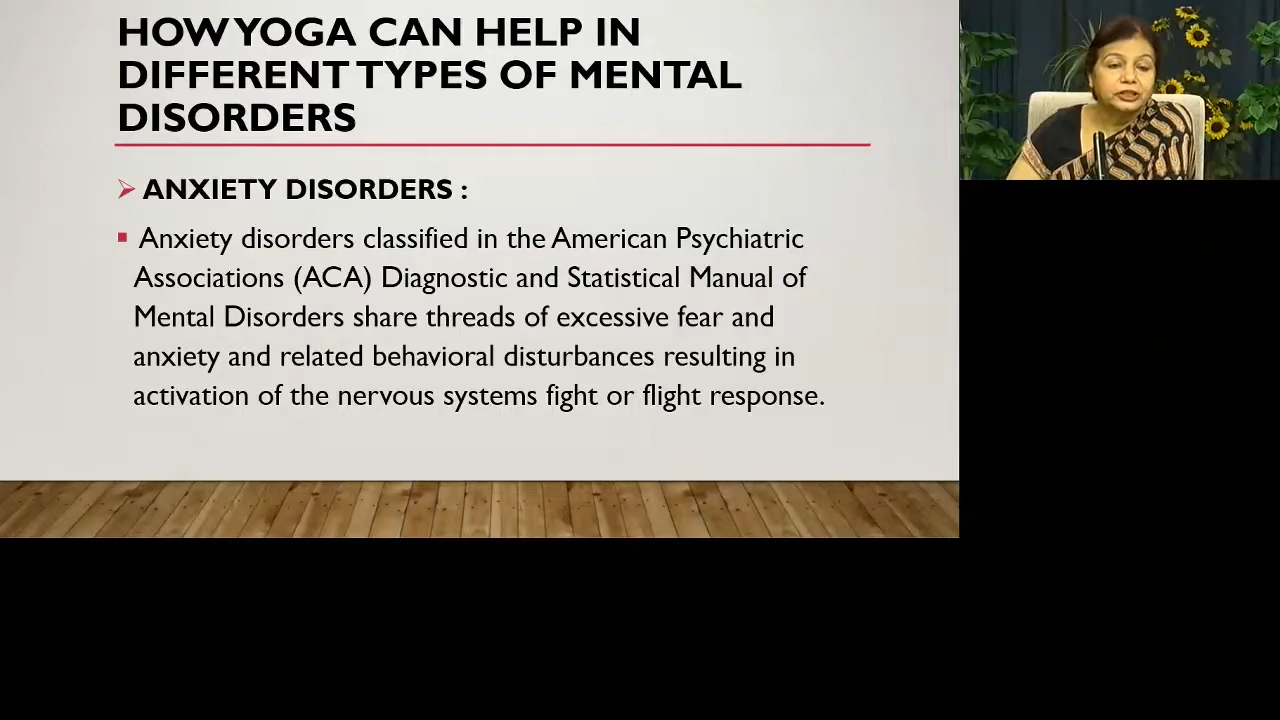 HOW YOGA CAN HELP IN
DIFFERENT TYPES OF MENTAL
DISORDERS
ANXIETY DISORDERS :
Anxiety disorders classified in the American Psychiatric
Associations (ACA) Diagnostic and Statistical Manual of
Mental Disorders share threads of excessive fear and
anxiety and related behavioral disturbances resulting in
activation of the nervous systems fight or flight response.